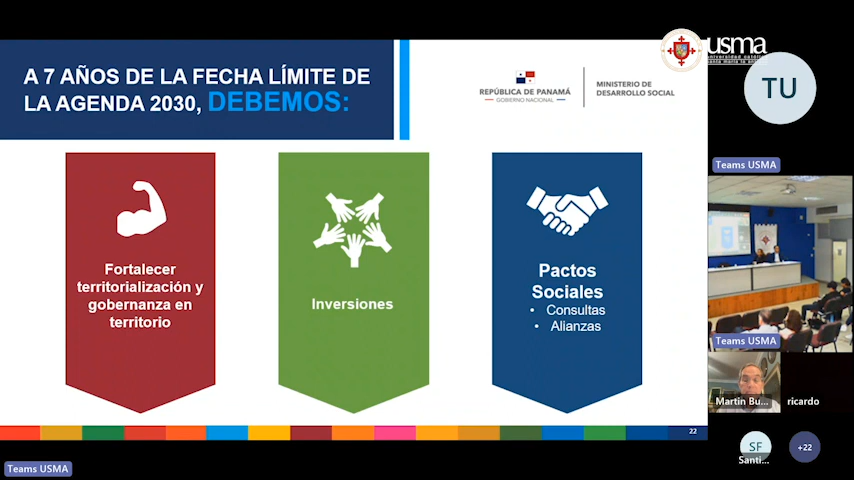 A 7 AÑOS DE LA FECHA LÍMITE DE
LA AGENDA 2030, DEBEMOS:
REPÚBLICA DE PANAMÁ
GOBIERNO NACIONAL
MINISTERIO DE
DESARROLLO SOCIAL
usma
TU
Teams USMA
Fortalecer
territorialización y
gobernanza en
territorio
Inversiones
Pactos
Sociales
• Consultas
• Alianzas
22
Teams USMA
Martin Bu...
ricardo
SF
Santi...
+22
Teams USMA